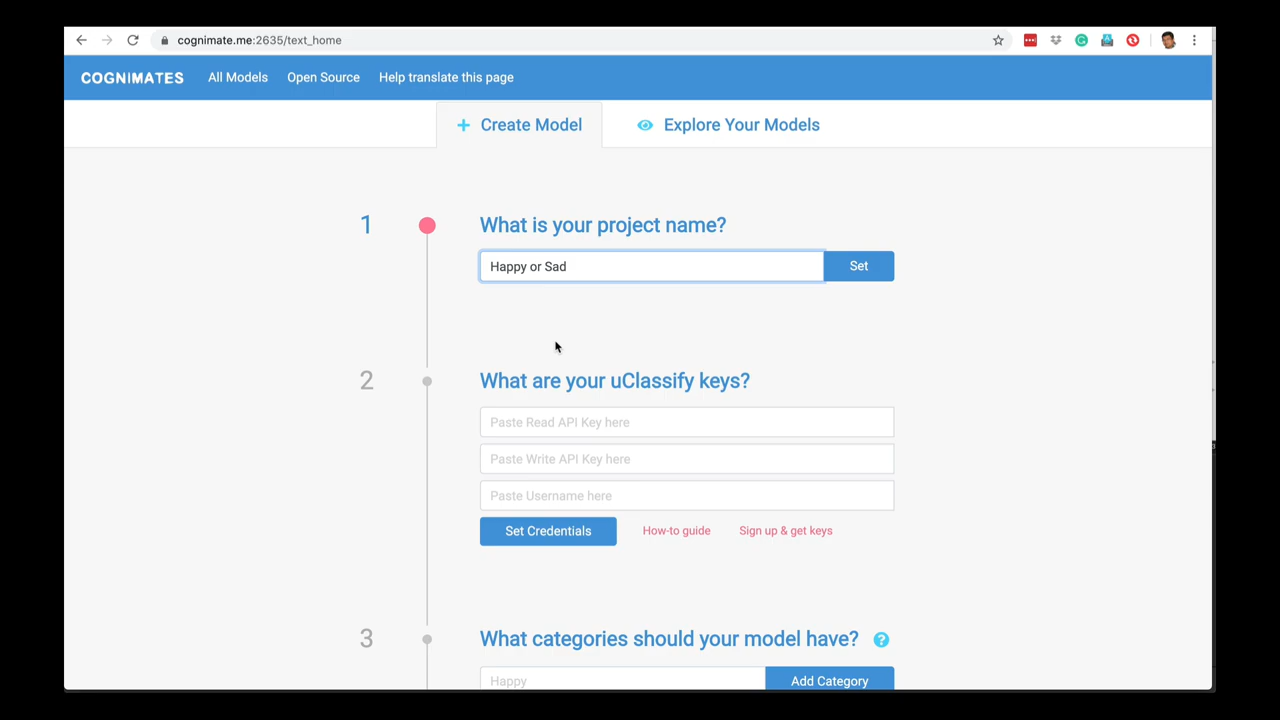 cognimate.me:2635/text_home
COGNIMATES All Models Open Source Help translate this page
+ Create Model Explore Your Models
1 What is your project name?
Happy or Sad Set
2 What are your uClassify keys?
Paste Read API Key here
Paste Write API Key here
Paste Username here
Set Credentials How-to guide Sign up & get keys
3 What categories should your model have? ?
Happy Add Category